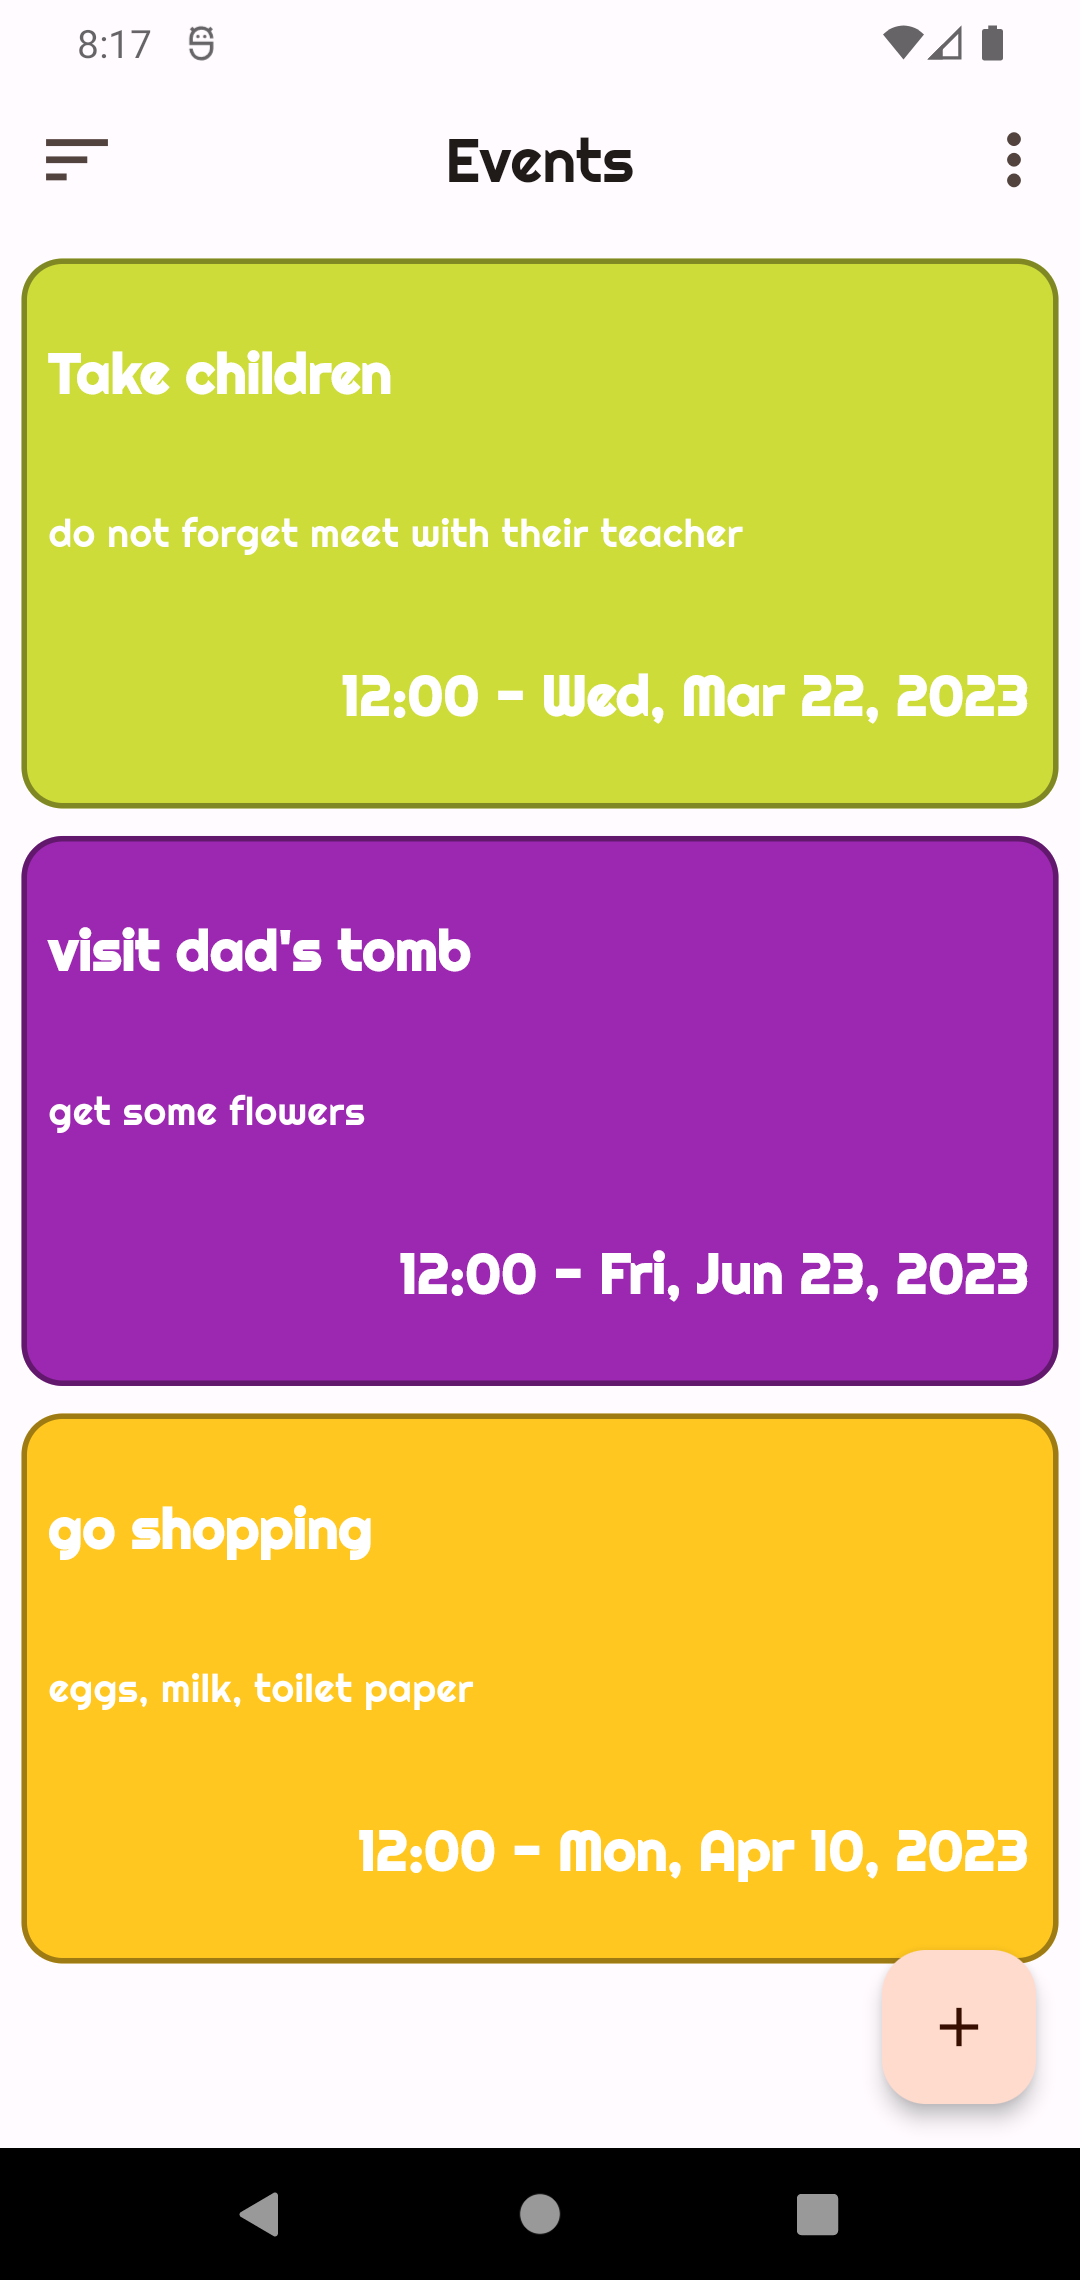 8:17
Events
Take children
do not forget meet with their teacher
12:00 - Wed, Mar 22, 2023
visit dad's tomb
get some flowers
12:00 - Fri, Jun 23, 2023
go shopping
eggs, milk, toilet paper
12:00 - Mon, Apr 10, 2023